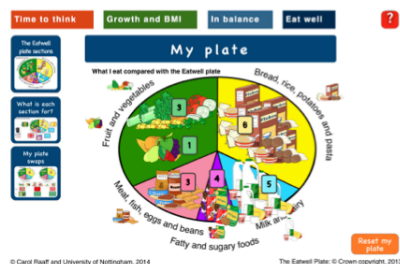 Time to think
Growth and BMI
In balance
Eat well
?
My plate
The Eatwell
plate sections
What is each
section for?
My plate
swaps
What I eat compared with the Eatwell plate
Fruit and vegetables
Bread, rice, potatoes and pasta
3
1
6
3
4
5
Meat, fish, eggs and beans
Milk and dairy
Fatty and sugary foods
Reset my
plate
© Carol Raaff and University of Nottingham, 2014
The Eatwell Plate: © Crown copyright, 201